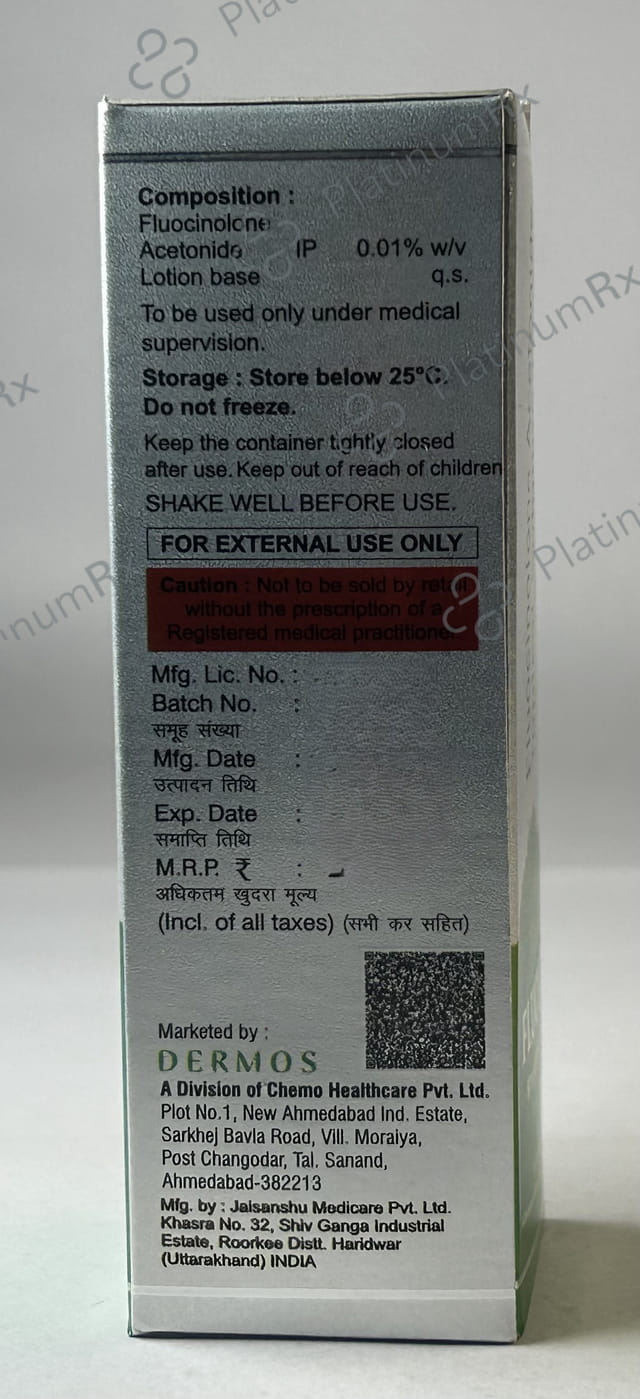 Composition :
Fluocinolone
Acetonide IP 0.01% w/v
Lotion base q.s.
To be used only under medical
supervision.
Storage : Store below 25°C.
Do not freeze.
Keep the container tightly closed
after use. Keep out of reach of children
SHAKE WELL BEFORE USE.
FOR EXTERNAL USE ONLY
Caution : Not to be sold by retail
without the prescription of a
Registered medical practitioner.
Mfg. Lic. No. :
Batch No. :
समूह संख्या
Mfg. Date :
उत्पादन तिथि
Exp. Date :
समाप्ति तिथि
M.R.P. ₹ :
अधिकतम खुदरा मूल्य
(Incl. of all taxes) (सभी कर सहित)
Marketed by :
DERMOS
A Division of Chemo Healthcare Pvt. Ltd.
Plot No.1, New Ahmedabad Ind. Estate,
Sarkhej Bavla Road, Vill. Moraiya,
Post Changodar, Tal. Sanand,
Ahmedabad-382213
Mfg. by : Jaisanshu Medicare Pvt. Ltd.
Khasra No. 32, Shiv Ganga Industrial
Estate, Roorkee Distt. Haridwar
(Uttarakhand) INDIA
PlatinumRx
PlatinumRx
PlatinumRx